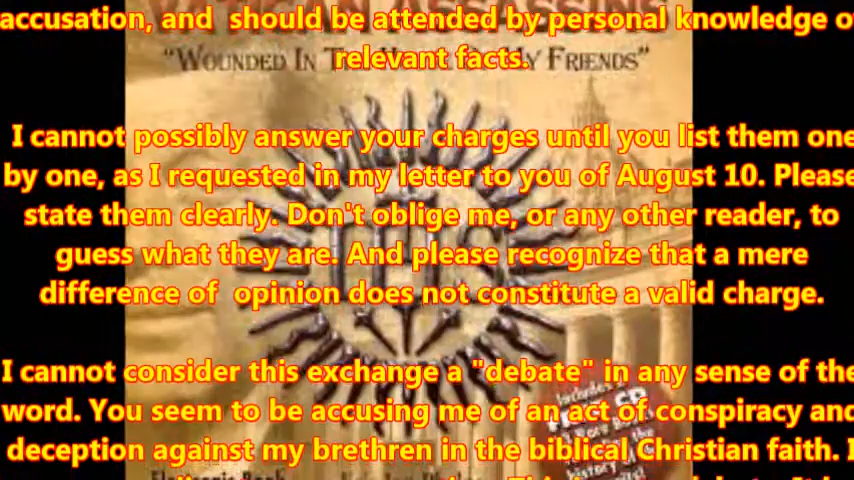 accusation, and should be attended by personal knowledge o
relevant facts.
"WOUNDED IN MY FRIENDS"
I cannot possibly answer your charges until you list them one
by one, as I requested in my letter to you of August 10. Please
state them clearly. Don't oblige me, or any other reader, to
guess what they are. And please recognize that a mere
difference of opinion does not constitute a valid charge.
I cannot consider this exchange a "debate" in any sense of the
word. You seem to be accusing me of an act of conspiracy and
deception against my brethren in the biblical Christian faith. I